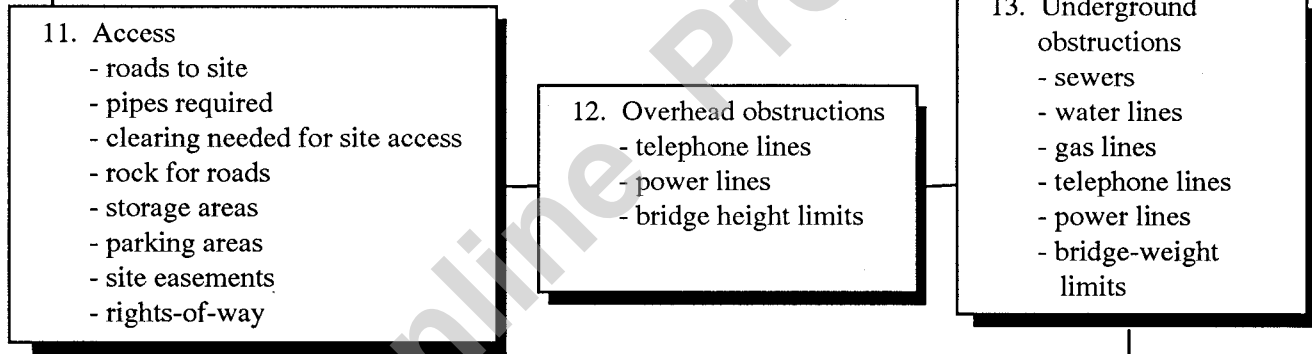 11. Access
- roads to site
- pipes required
- clearing needed for site access
- rock for roads
- storage areas
- parking areas
- site easements
- rights-of-way
12. Overhead obstructions
- telephone lines
- power lines
- bridge height limits
13. Underground
obstructions
- sewers
- water lines
- gas lines
- telephone lines
- power lines
- bridge-weight
limits